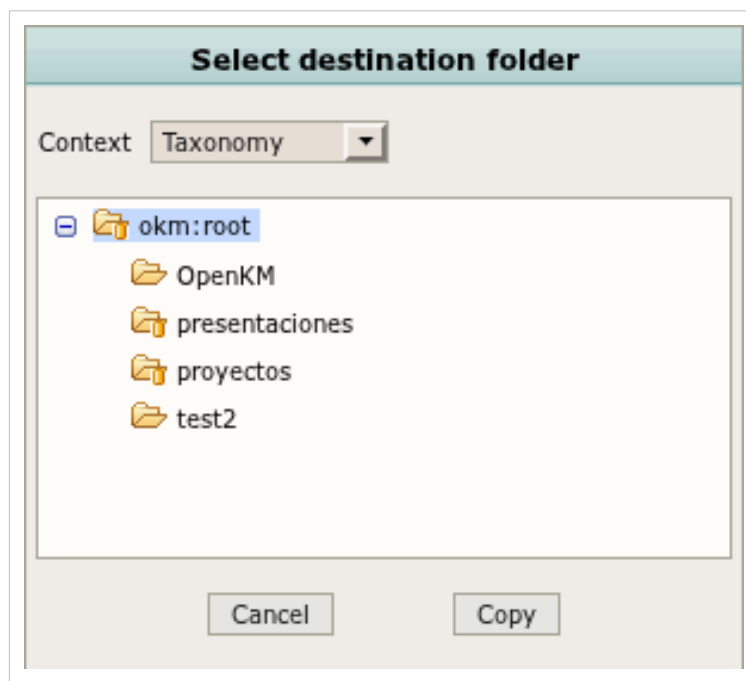 Select destination folder
Context Taxonomy
okm:root
OpenKM
presentaciones
proyectos
test2
Cancel Copy